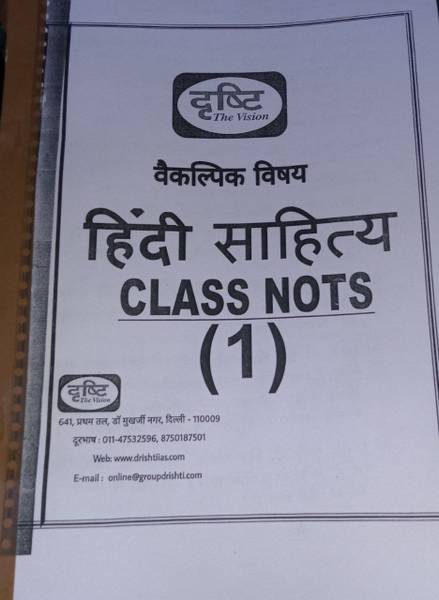 दृष्टि
The Vision
वैकल्पिक विषय
हिंदी साहित्य
CLASS NOTS
(1)
दृष्टि
The Vision
641, प्रथम तल, डॉ मुखर्जी नगर, दिल्ली - 110009
दूरभाष : 011-47532596, 8750187501
Web: www.drishtiias.com
E-mail : online@groupdrishti.com